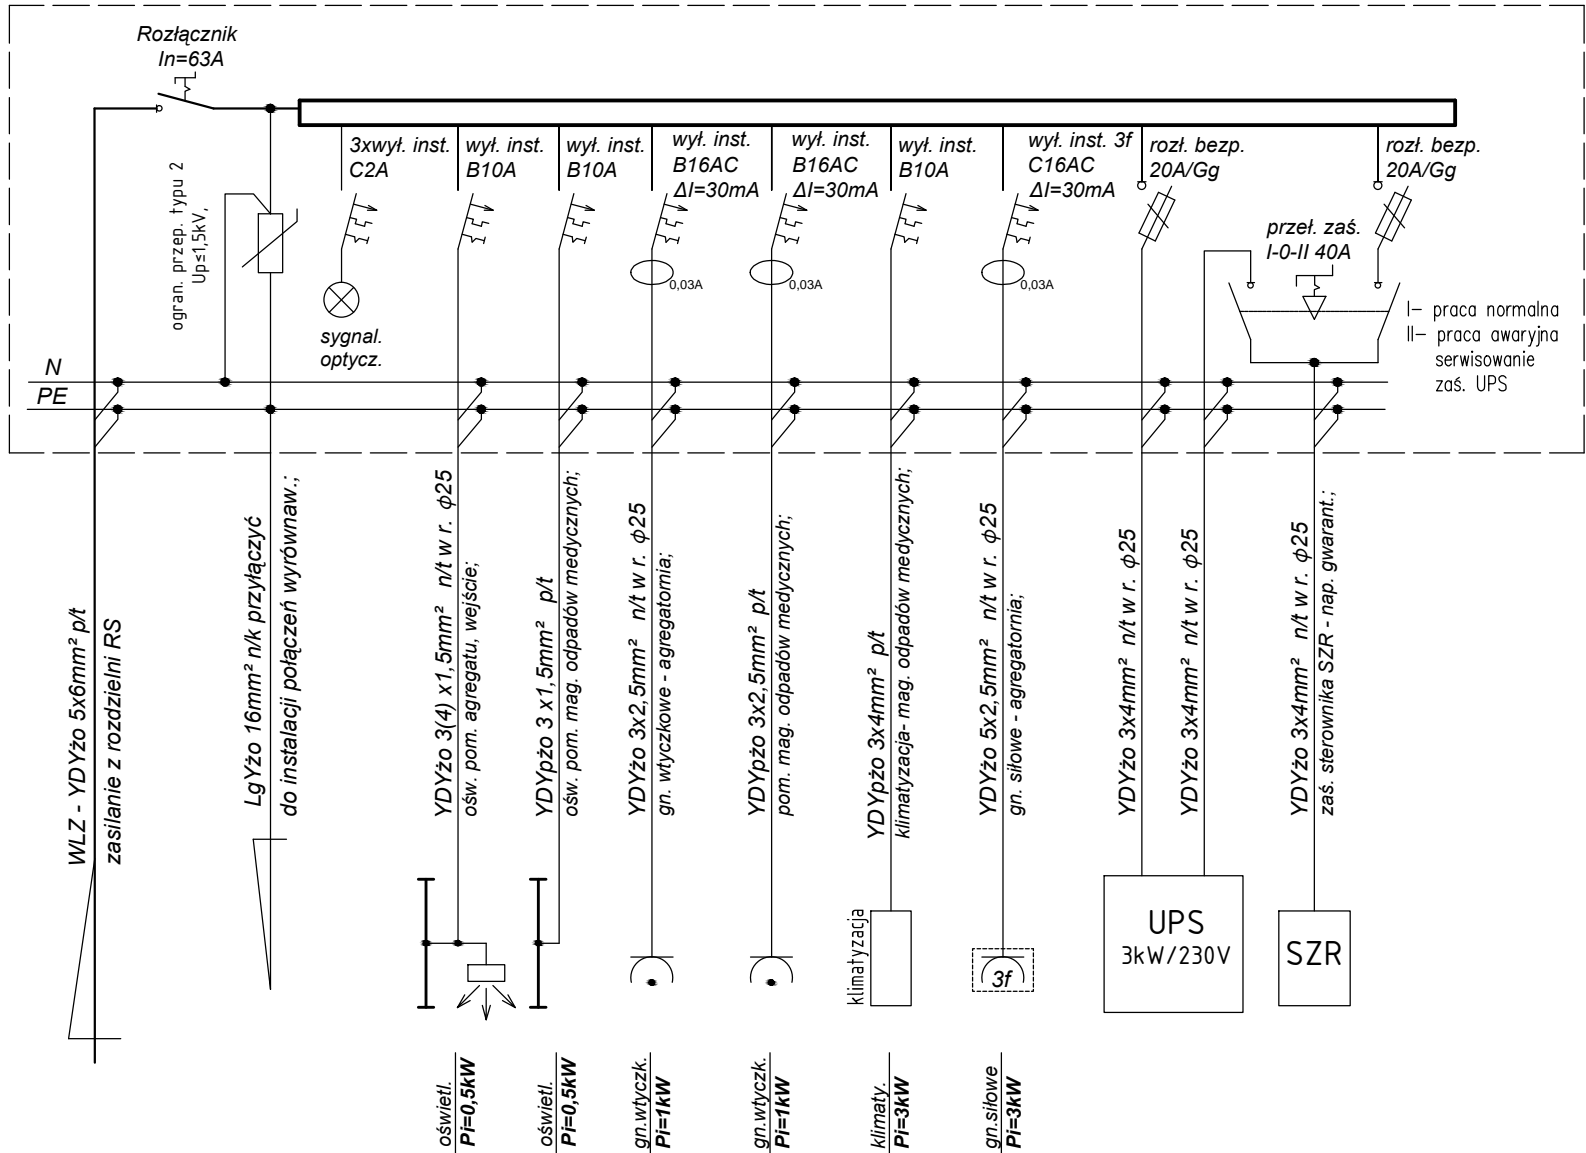 Rozłącznik
In=63A
ogran. przep. typu 2
Up≤1,5kV,
3xwył. inst.
C2A
wył. inst.
B10A
wył. inst.
B10A
wył. inst.
B16AC
ΔI=30mA
wył. inst.
B16AC
ΔI=30mA
wył. inst.
B10A
wył. inst. 3f
C16AC
ΔI=30mA
rozł. bezp.
20A/Gg
rozł. bezp.
20A/Gg
przeł. zaś.
I-0-II 40A
0,03A
0,03A
0,03A
sygnal.
optycz.
I– praca normalna
II– praca awaryjna
serwisowanie
zaś. UPS
N
PE
WLZ - YDYżo 5x6mm² p/t
zasilanie z rozdzielni RS
LgYżo 16mm² n/k przyłączyć
do instalacji połączeń wyrównaw.;
YDYżo 3(4) x1,5mm² n/t w r. ϕ25
ośw. pom. agregatu, wejście;
YDYpżo 3 x1,5mm² p/t
ośw. pom. mag. odpadów medycznych;
YDYżo 3x2,5mm² n/t w r. ϕ25
gn. wtyczkowe - agregatornia;
YDYpżo 3x2,5mm² p/t
pom. mag. odpadów medycznych;
YDYpżo 3x4mm² p/t
klimatyzacja- mag. odpadów medycznych;
YDYżo 5x2,5mm² n/t w r. ϕ25
gn. siłowe - agregatornia;
YDYżo 3x4mm² n/t w r. ϕ25
YDYżo 3x4mm² n/t w r. ϕ25
YDYżo 3x4mm² n/t w r. ϕ25
zaś. sterownika SZR - nap. gwarant.;
klimatyzacja
3f
UPS
3kW/230V
SZR
oświetl.
Pi=0,5kW
oświetl.
Pi=0,5kW
gn.wtyczk.
Pi=1kW
gn.wtyczk.
Pi=1kW
klimaty.
Pi=3kW
gn.siłowe
Pi=3kW